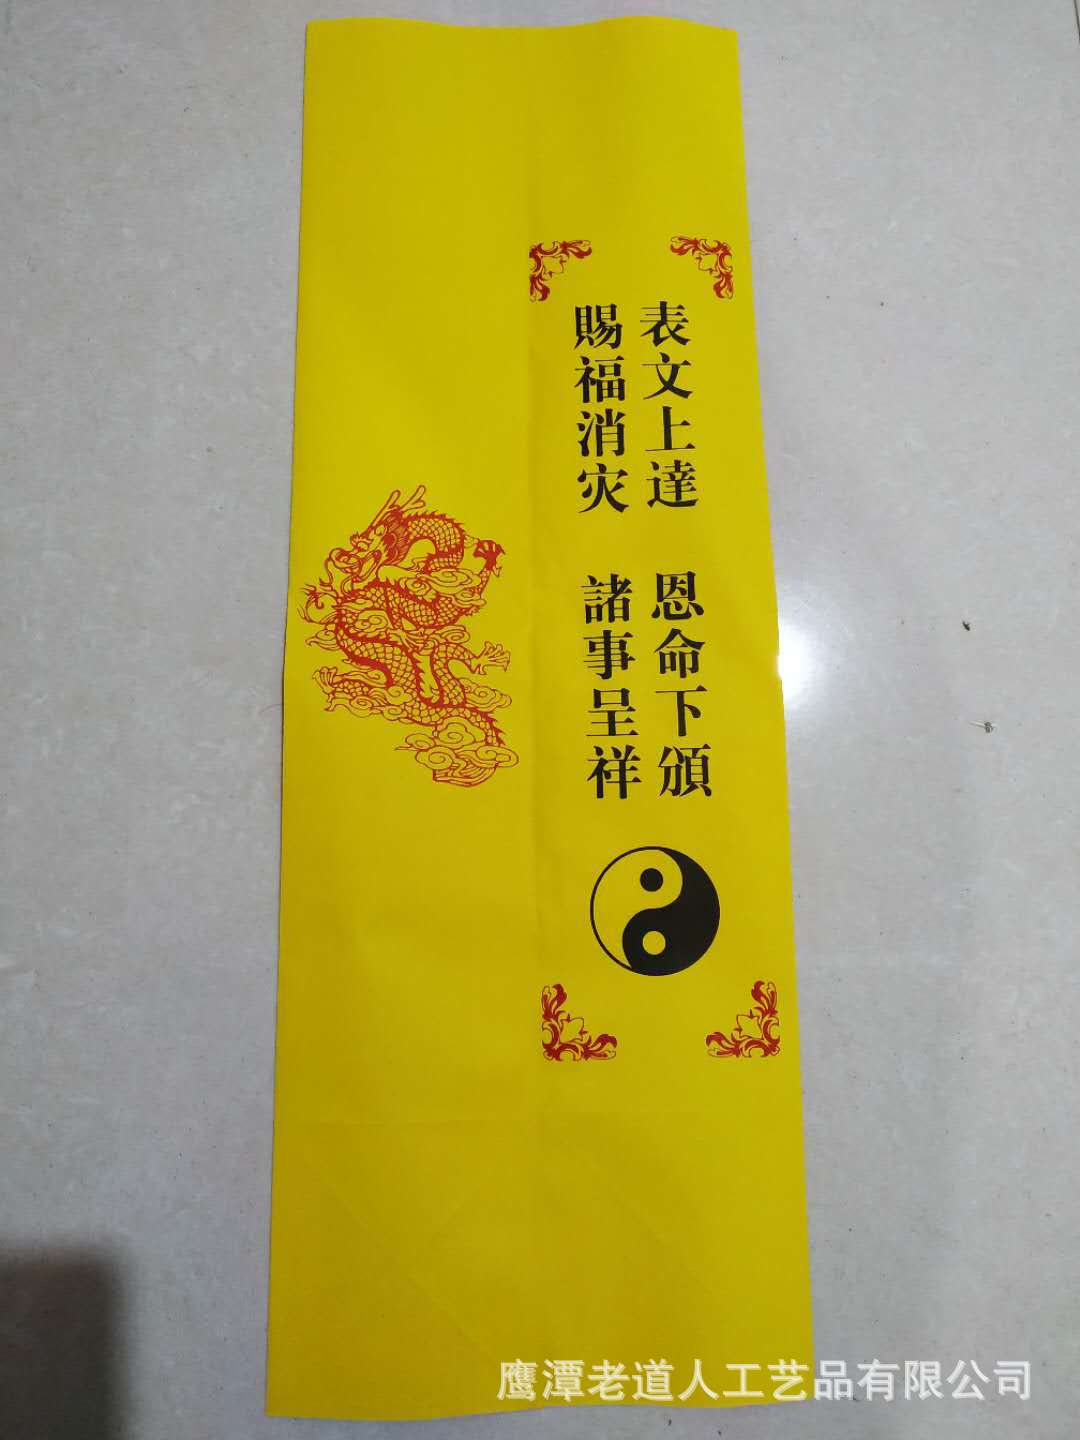 表文上達 恩命下頒
賜福消灾 諸事呈祥
鹰潭老道人工艺品有限公司